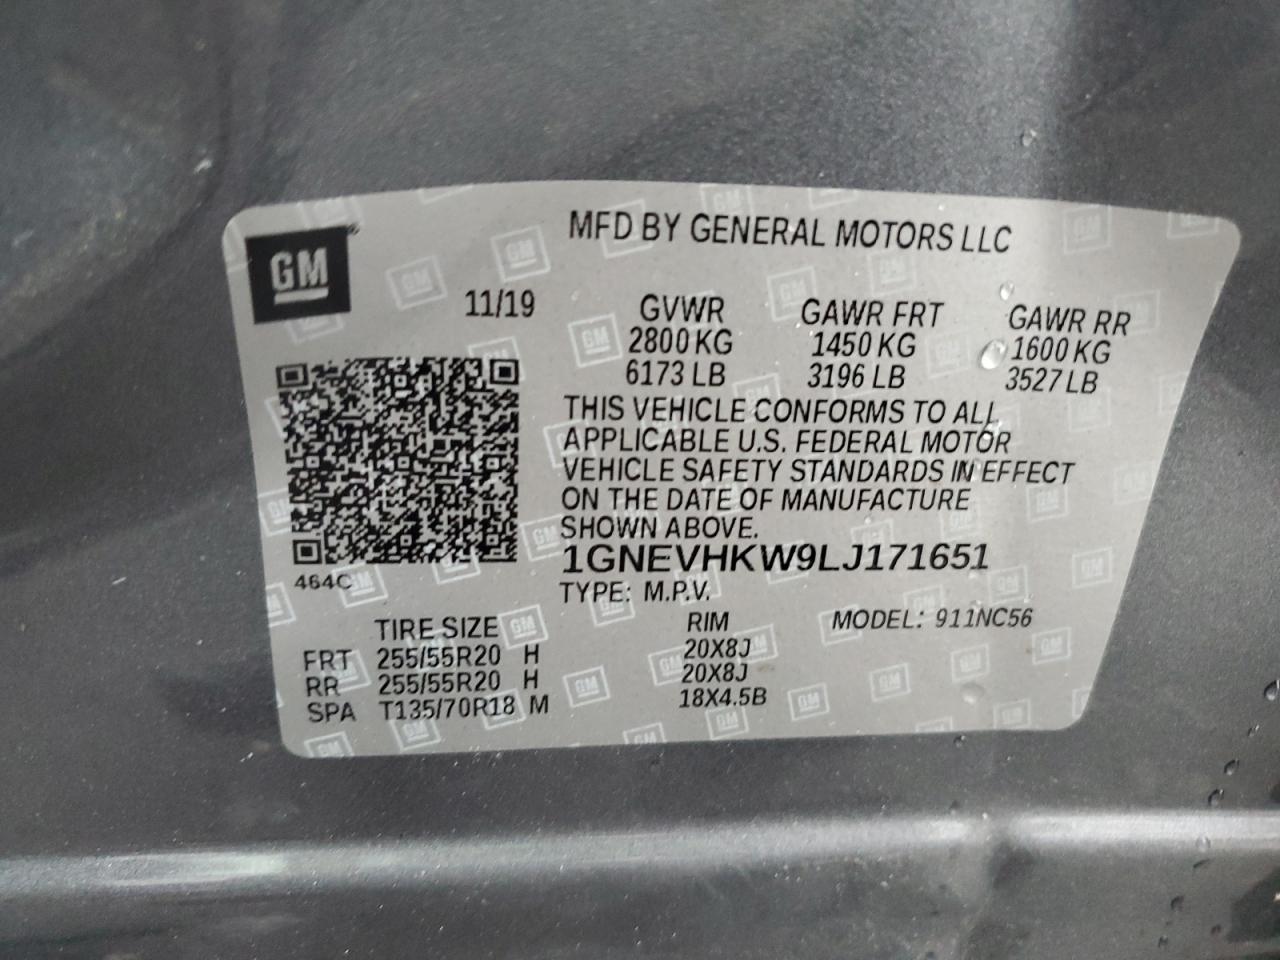 MFD BY GENERAL MOTORS LLC
GM
11/19
GVWR GAWR FRT GAWR RR
2800 KG 1450 KG 1600 KG
6173 LB 3196 LB 3527 LB
THIS VEHICLE CONFORMS TO ALL
APPLICABLE U.S. FEDERAL MOTOR
VEHICLE SAFETY STANDARDS IN EFFECT
ON THE DATE OF MANUFACTURE
SHOWN ABOVE.
1GNEVHKW9LJ171651
464C
TYPE: M.P.V.
TIRE SIZE RIM MODEL: 911NC56
FRT 255/55R20 H 20X8J
RR 255/55R20 H 20X8J
SPA T135/70R18 M 18X4.5B